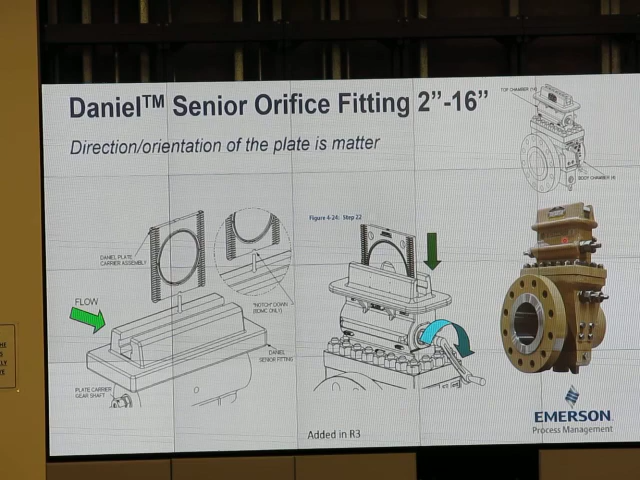 Daniel™ Senior Orifice Fitting 2”-16”
Direction/orientation of the plate is matter
TOP CHAMBER
BODY CHAMBER
Figure 4-24: Step 22
DANIEL PLATE
CARRIER ASSEMBLY
FLOW
"NOTCH" DOWN
DANIEL
SENIOR FITTING
PLATE CARRIER
GEAR SHAFT
Added in R3
EMERSON
Process Management